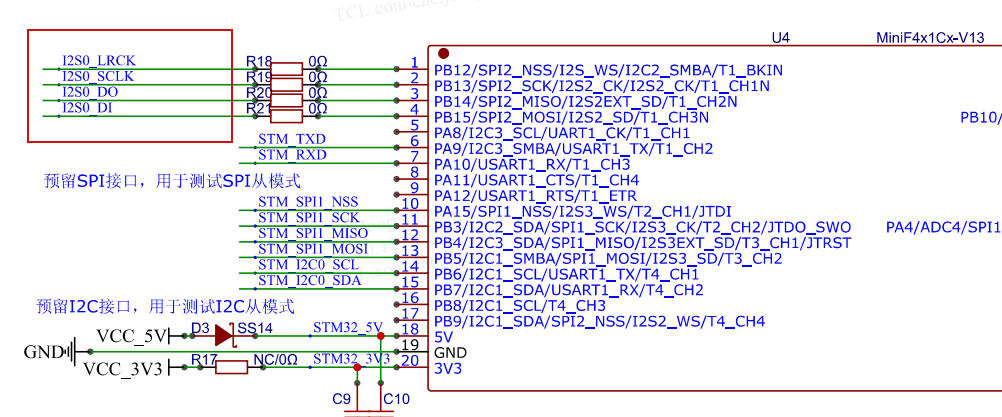 U4 MiniF4x1Cx-V13
I2S0_LRCK R18 0Ω 1 PB12/SPI2_NSS/I2S_WS/I2C2_SMBA/T1_BKIN
I2S0_SCLK R19 0Ω 2 PB13/SPI2_SCK/I2S2_CK/I2S2_CK/T1_CH1N
I2S0_DO R20 0Ω 3 PB14/SPI2_MISO/I2S2EXT_SD/T1_CH2N
I2S0_DI R21 0Ω 4 PB15/SPI2_MOSI/I2S2_SD/T1_CH3N PB10/
5 PA8/I2C3_SCL/UART1_CK/T1_CH1
STM_TXD 6 PA9/I2C3_SMBA/USART1_TX/T1_CH2
STM_RXD 7 PA10/USART1_RX/T1_CH3
预留SPI接口，用于测试SPI从模式 8 PA11/USART1_CTS/T1_CH4
9 PA12/USART1_RTS/T1_ETR
STM_SPI1_NSS 10 PA15/SPI1_NSS/I2S3_WS/T2_CH1/JTDI
STM_SPI1_SCK 11 PB3/I2C2_SDA/SPI1_SCK/I2S3_CK/T2_CH2/JTDO_SWO PA4/ADC4/SPI1
STM_SPI1_MISO 12 PB4/I2C3_SDA/SPI1_MISO/I2S3EXT_SD/T3_CH1/JTRST
STM_SPI1_MOSI 13 PB5/I2C1_SMBA/SPI1_MOSI/I2S3_SD/T3_CH2
STM_I2C0_SCL 14 PB6/I2C1_SCL/USART1_TX/T4_CH1
STM_I2C0_SDA 15 PB7/I2C1_SDA/USART1_RX/T4_CH2
预留I2C接口，用于测试I2C从模式 16 PB8/I2C1_SCL/T4_CH3
17 PB9/I2C1_SDA/SPI2_NSS/I2S2_WS/T4_CH4
VCC_5V D3 SS14 STM32_5V 18 5V
GND 19 GND
VCC_3V3 R17 NC/0Ω STM32_3V3 20 3V3
C9 C10